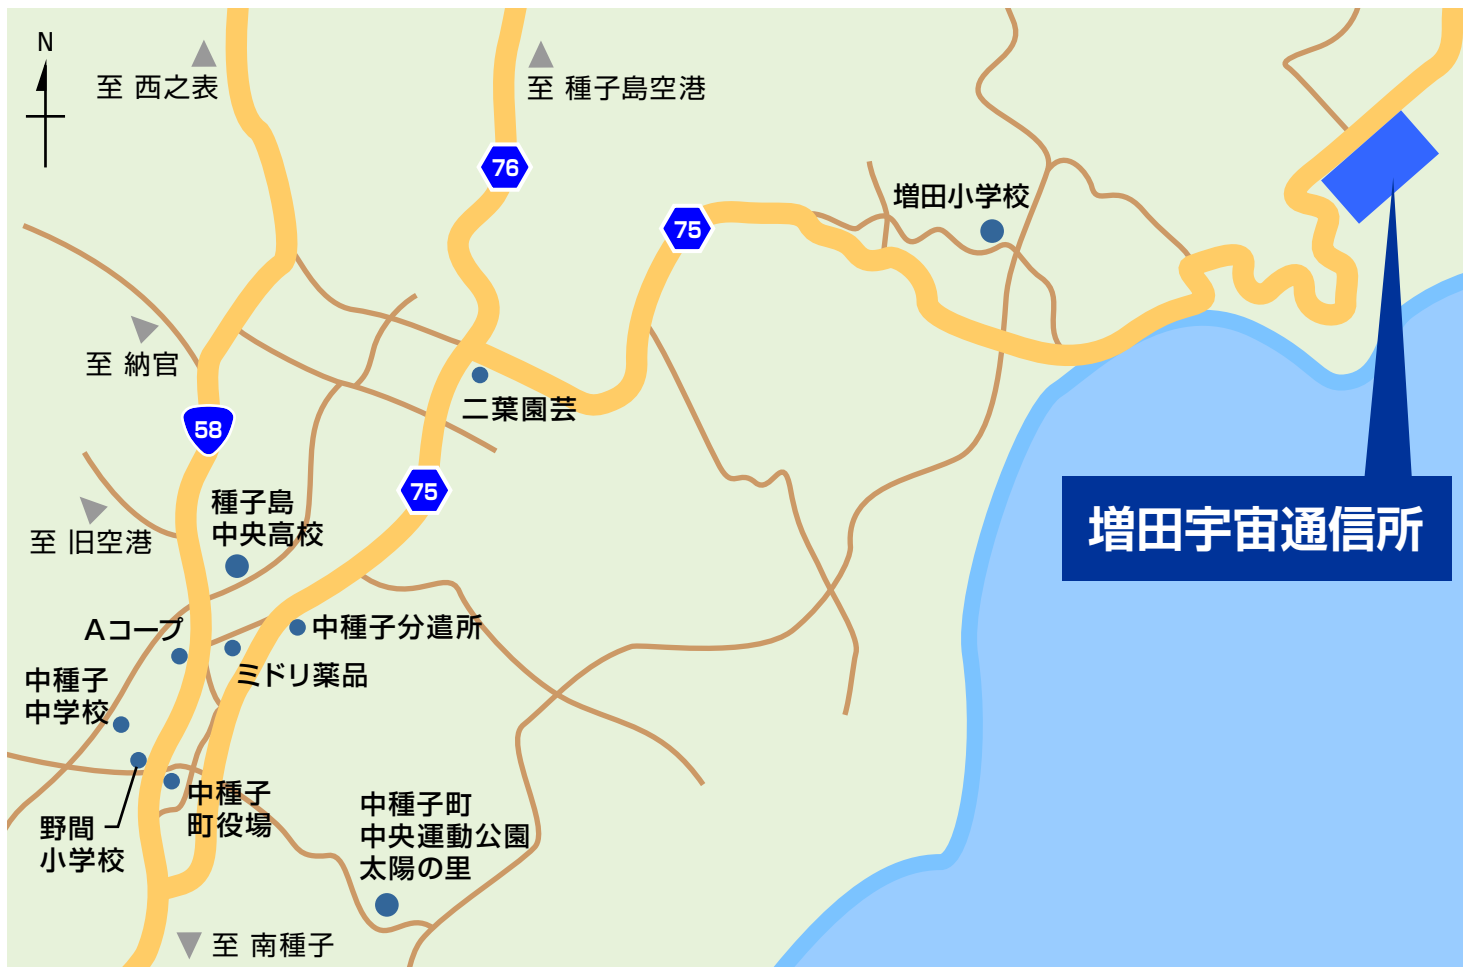 N
至 西之表
至 種子島空港
76
増田小学校
75
至 納官
二葉園芸
58
75
種子島
中央高校
増田宇宙通信所
至 旧空港
Aコープ
中種子分遣所
ミドリ薬品
中種子
中学校
中種子
町役場
中種子町
中央運動公園
太陽の里
野間
小学校
至 南種子